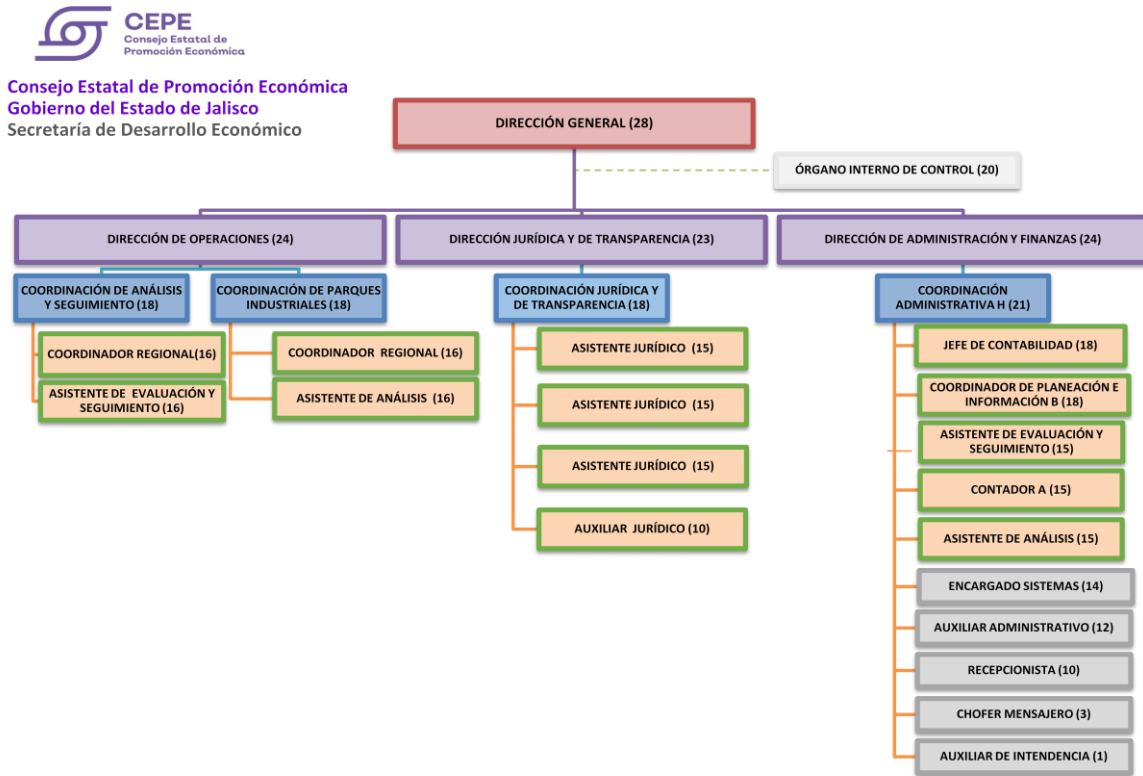 CEPE
Consejo Estatal de
Promoción Económica
Consejo Estatal de Promoción Económica
Gobierno del Estado de Jalisco
Secretaría de Desarrollo Económico
DIRECCIÓN GENERAL (28)
ÓRGANO INTERNO DE CONTROL (20)
DIRECCIÓN DE OPERACIONES (24)
DIRECCIÓN JURÍDICA Y DE TRANSPARENCIA (23)
DIRECCIÓN DE ADMINISTRACIÓN Y FINANZAS (24)
COORDINACIÓN DE ANÁLISIS
Y SEGUIMIENTO (18)
COORDINACIÓN DE PARQUES
INDUSTRIALES (18)
COORDINACIÓN JURÍDICA Y
DE TRANSPARENCIA (18)
COORDINACIÓN
ADMINISTRATIVA H (21)
COORDINADOR REGIONAL(16)
ASISTENTE DE EVALUACIÓN Y
SEGUIMIENTO (16)
COORDINADOR REGIONAL (16)
ASISTENTE DE ANÁLISIS (16)
ASISTENTE JURÍDICO (15)
ASISTENTE JURÍDICO (15)
ASISTENTE JURÍDICO (15)
AUXILIAR JURÍDICO (10)
JEFE DE CONTABILIDAD (18)
COORDINADOR DE PLANEACIÓN E
INFORMACIÓN B (18)
ASISTENTE DE EVALUACIÓN Y
SEGUIMIENTO (15)
CONTADOR A (15)
ASISTENTE DE ANÁLISIS (15)
ENCARGADO SISTEMAS (14)
AUXILIAR ADMINISTRATIVO (12)
RECEPCIONISTA (10)
CHOFER MENSAJERO (3)
AUXILIAR DE INTENDENCIA (1)